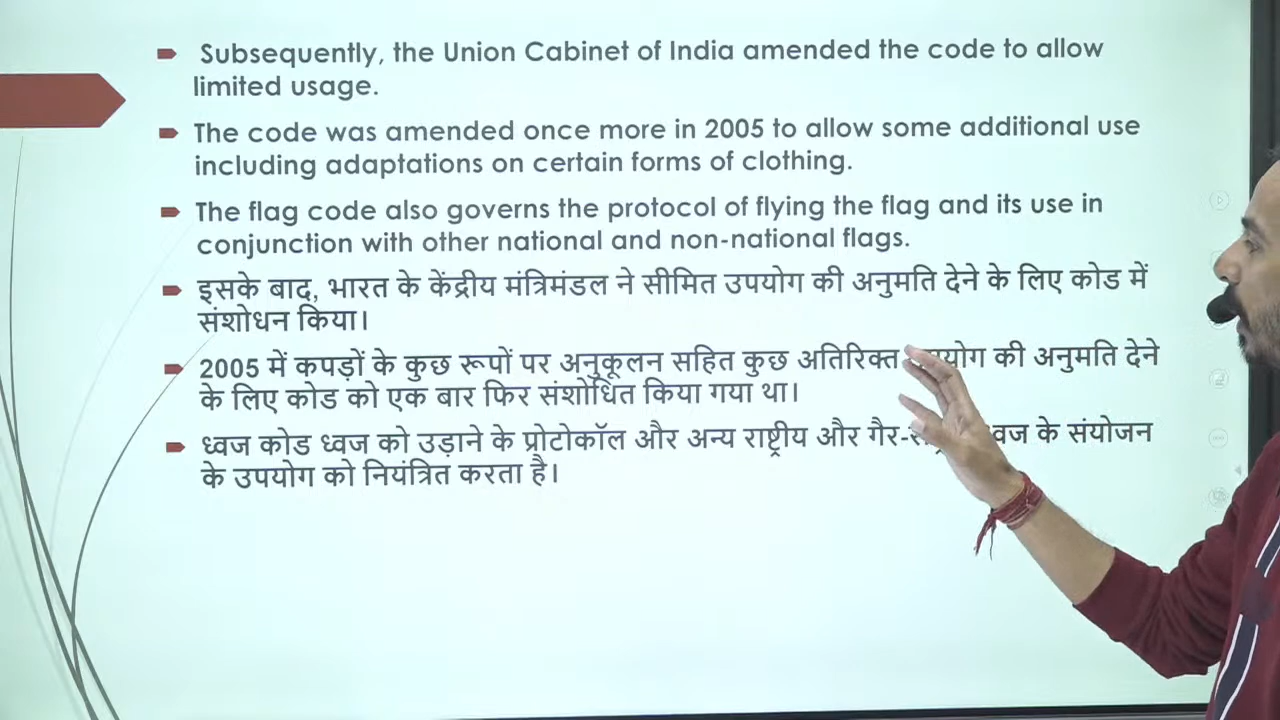 Subsequently, the Union Cabinet of India amended the code to allow
limited usage.
The code was amended once more in 2005 to allow some additional use
including adaptations on certain forms of clothing.
The flag code also governs the protocol of flying the flag and its use in
conjunction with other national and non-national flags.
इसके बाद, भारत के केंद्रीय मंत्रिमंडल ने सीमित उपयोग की अनुमति देने के लिए कोड में
संशोधन किया।
2005 में कपड़ों के कुछ रूपों पर अनुकूलन सहित कुछ अतिरिक्त की अनुमति देने
के लिए कोड को एक बार फिर संशोधित किया गया था।
ध्वज कोड ध्वज को उड़ाने के प्रोटोकॉल और अन्य राष्ट्रीय और के संयोजन
के उपयोग को नियंत्रित करता है।